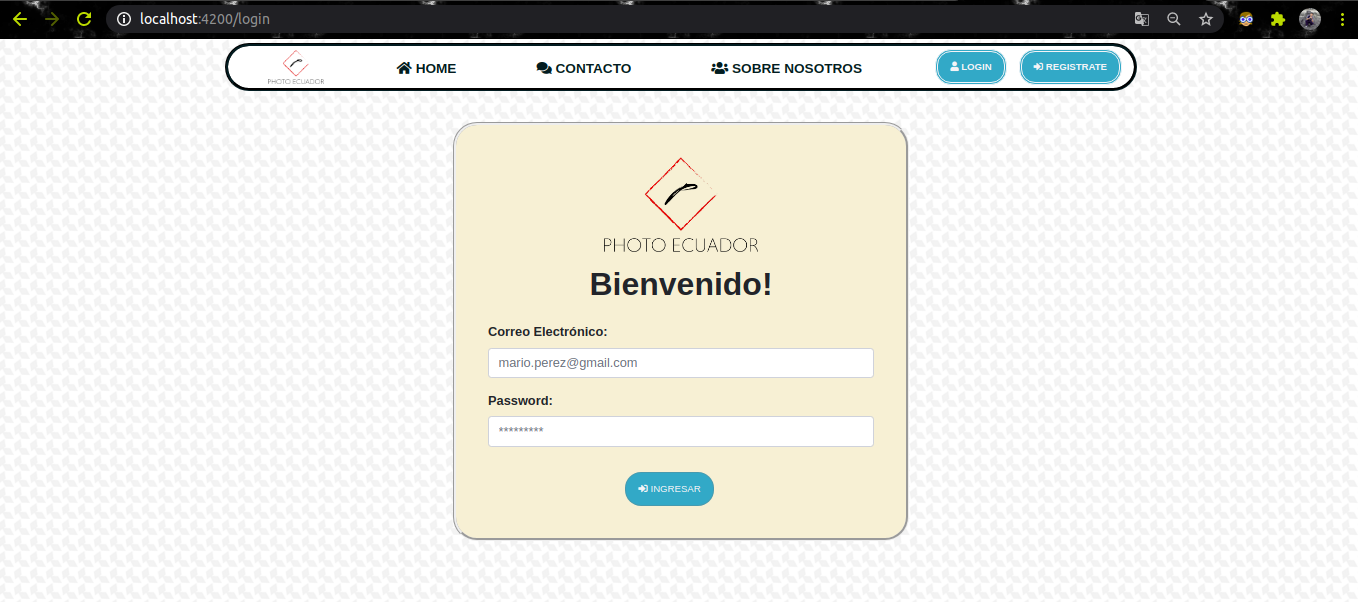 localhost:4200/login
PHOTO ECUADOR
HOME
CONTACTO
SOBRE NOSOTROS
LOGIN
REGISTRATE
PHOTO ECUADOR
Bienvenido!
Correo Electrónico:
mario.perez@gmail.com
Password:
*********
INGRESAR